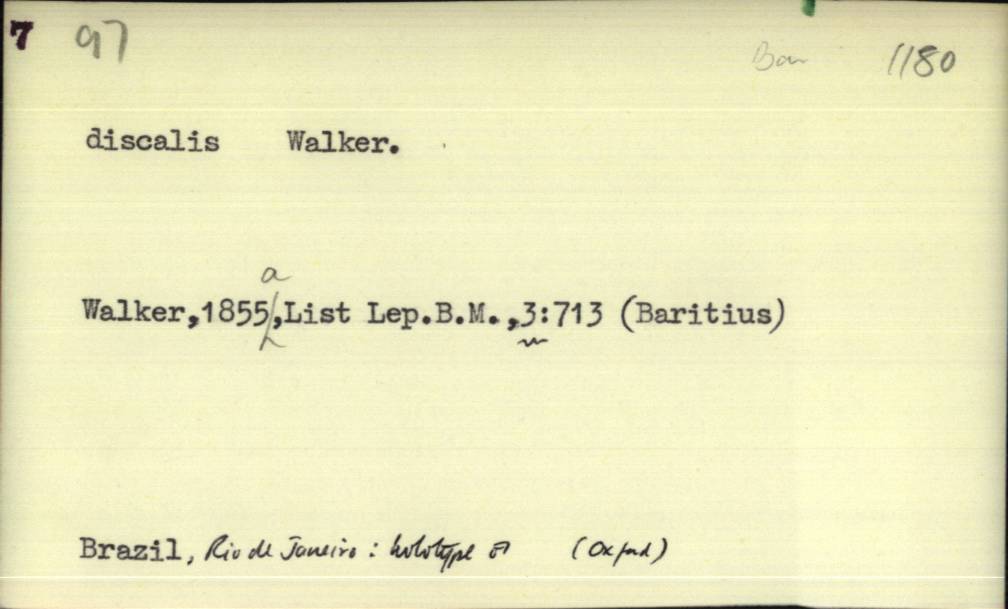 7 97
Bar 1180
discalis Walker.
a
Walker,1855,List Lep.B.M.,3:713 (Baritius)
Brazil, Rio de Janeiro : holotype ♂ (Oxford)